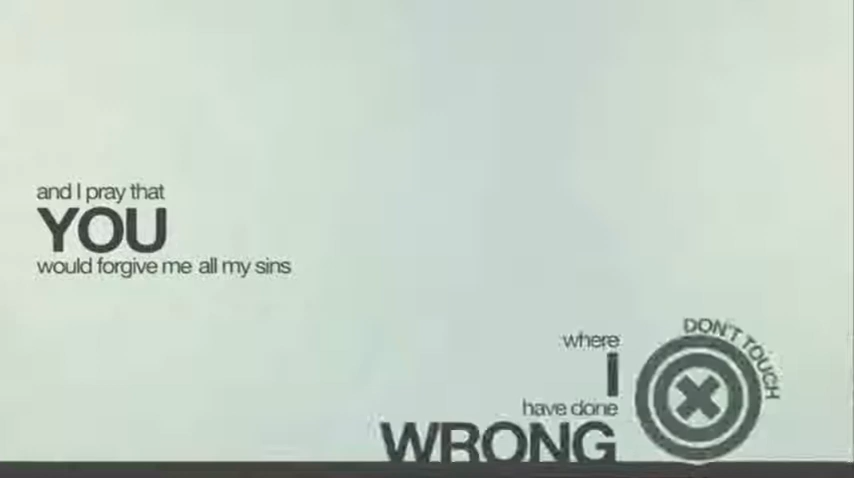 and I pray that
YOU
would forgive me all my sins
where
I
have done
WRONG
DON'T TOUCH